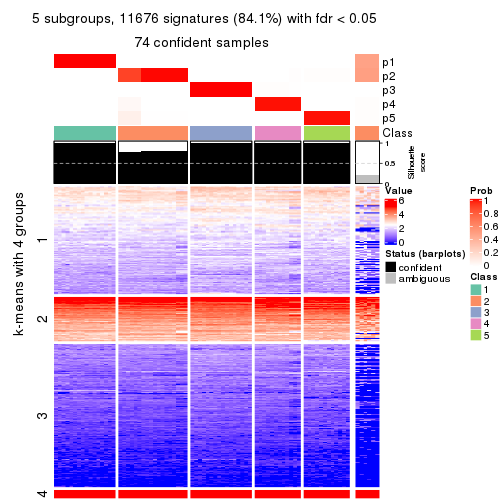 5 subgroups, 11676 signatures (84.1%) with fdr < 0.05
74 confident samples
p1
p2
p3
p4
p5
Class
1
0.5
0
Silhouette
score
k-means with 4 groups
1
2
3
4
Value
6
4
2
0
Status (barplots)
confident
ambiguous
Prob
1
0.8
0.6
0.4
0.2
0
Class
1
2
3
4
5